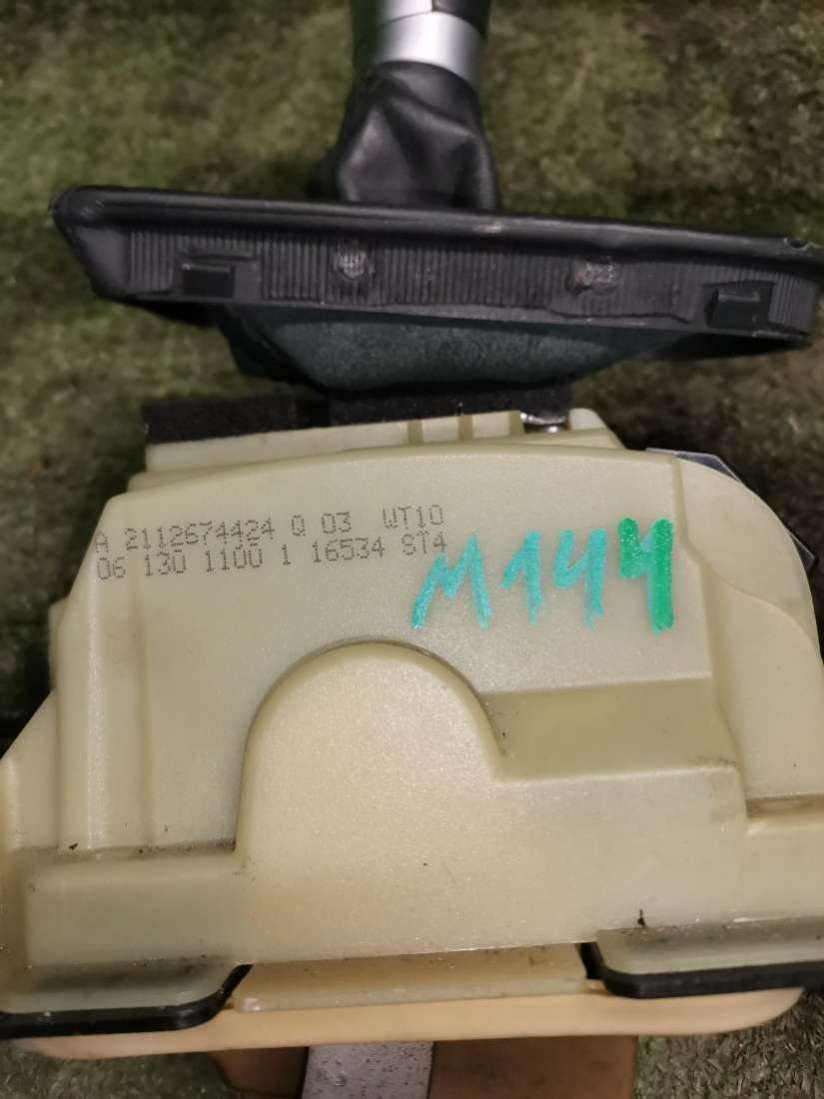 A 2112674424 Q 03 WT10
06 130 1100 1 16534 ST4
M144